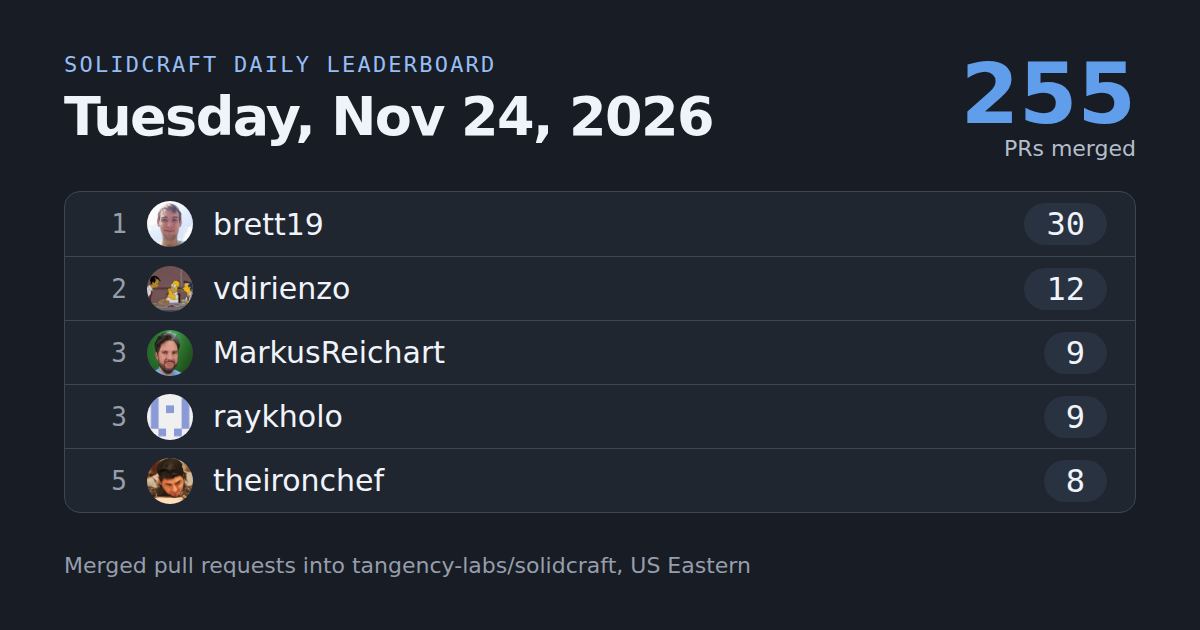 SOLIDCRAFT DAILY LEADERBOARD
Tuesday, Nov 24, 2026
255
PRs merged
1 brett19 30
2 vdirienzo 12
3 MarkusReichart 9
3 raykholo 9
5 theironchef 8
Merged pull requests into tangency-labs/solidcraft, US Eastern